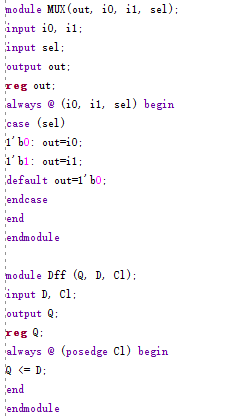 module MUX(out, i0, i1, sel);
input i0, i1;
input sel;
output out;
reg out;
always @ (i0, i1, sel) begin
case (sel)
1'b0: out=i0;
1'b1: out=i1;
default out=1'b0;
endcase
end
endmodule
module Dff (Q, D, Cl);
input D, Cl;
output Q;
reg Q;
always @ (posedge Cl) begin
Q <= D;
end
endmodule